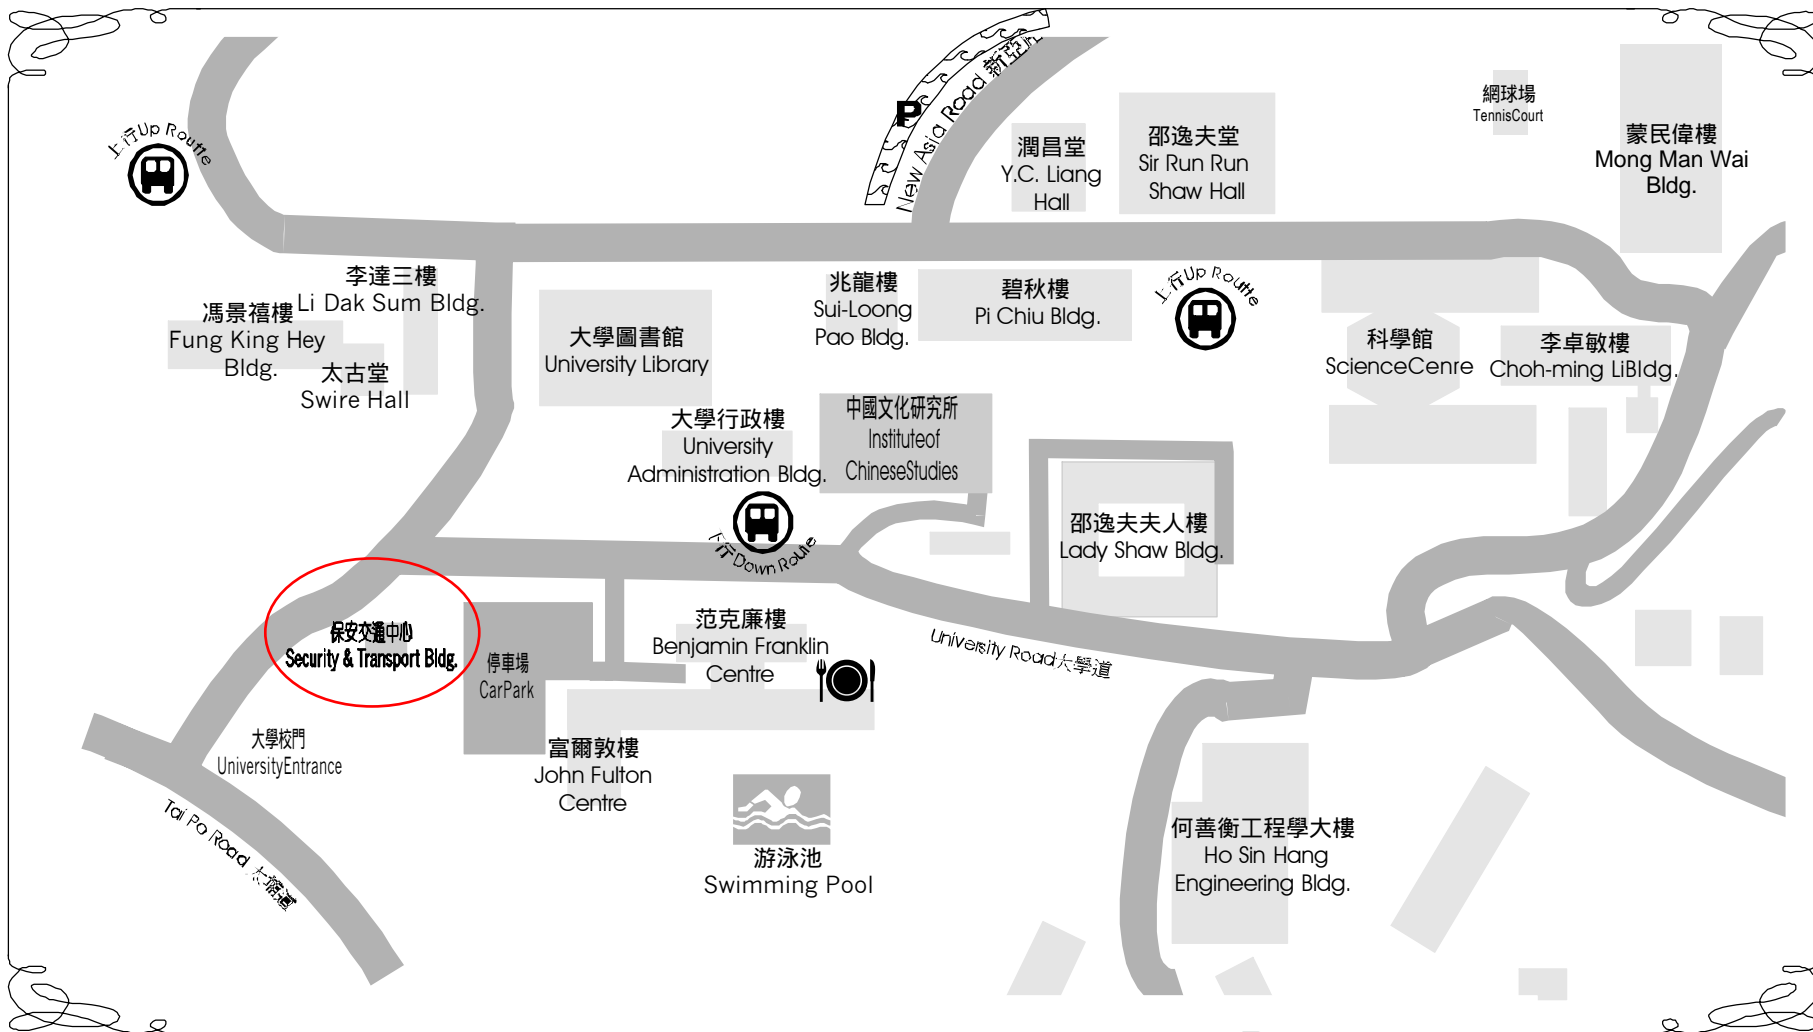 上行Up Routte
P
New Asia Road 新亞
潤昌堂
Y.C. Liang
Hall
邵逸夫堂
Sir Run Run
Shaw Hall
網球場
TennisCourt
蒙民偉樓
Mong Man Wai
Bldg.
李達三樓
Li Dak Sum Bldg.
馮景禧樓
Fung King Hey
Bldg.
太古堂
Swire Hall
大學圖書館
University Library
兆龍樓
Sui-Loong
Pao Bldg.
碧秋樓
Pi Chiu Bldg.
上行Up Routte
科學館
ScienceCenre
李卓敏樓
Choh-ming LiBldg.
大學行政樓
University
Administration Bldg.
中國文化研究所
Instituteof
ChineseStudies
下行Down Route
邵逸夫夫人樓
Lady Shaw Bldg.
保安交通中心
Security & Transport Bldg.
停車場
CarPark
范克廉樓
Benjamin Franklin
Centre
University Road大學道
大學校門
UniversityEntrance
富爾敦樓
John Fulton
Centre
Tai Po Road 大埔道
游泳池
Swimming Pool
何善衡工程學大樓
Ho Sin Hang
Engineering Bldg.